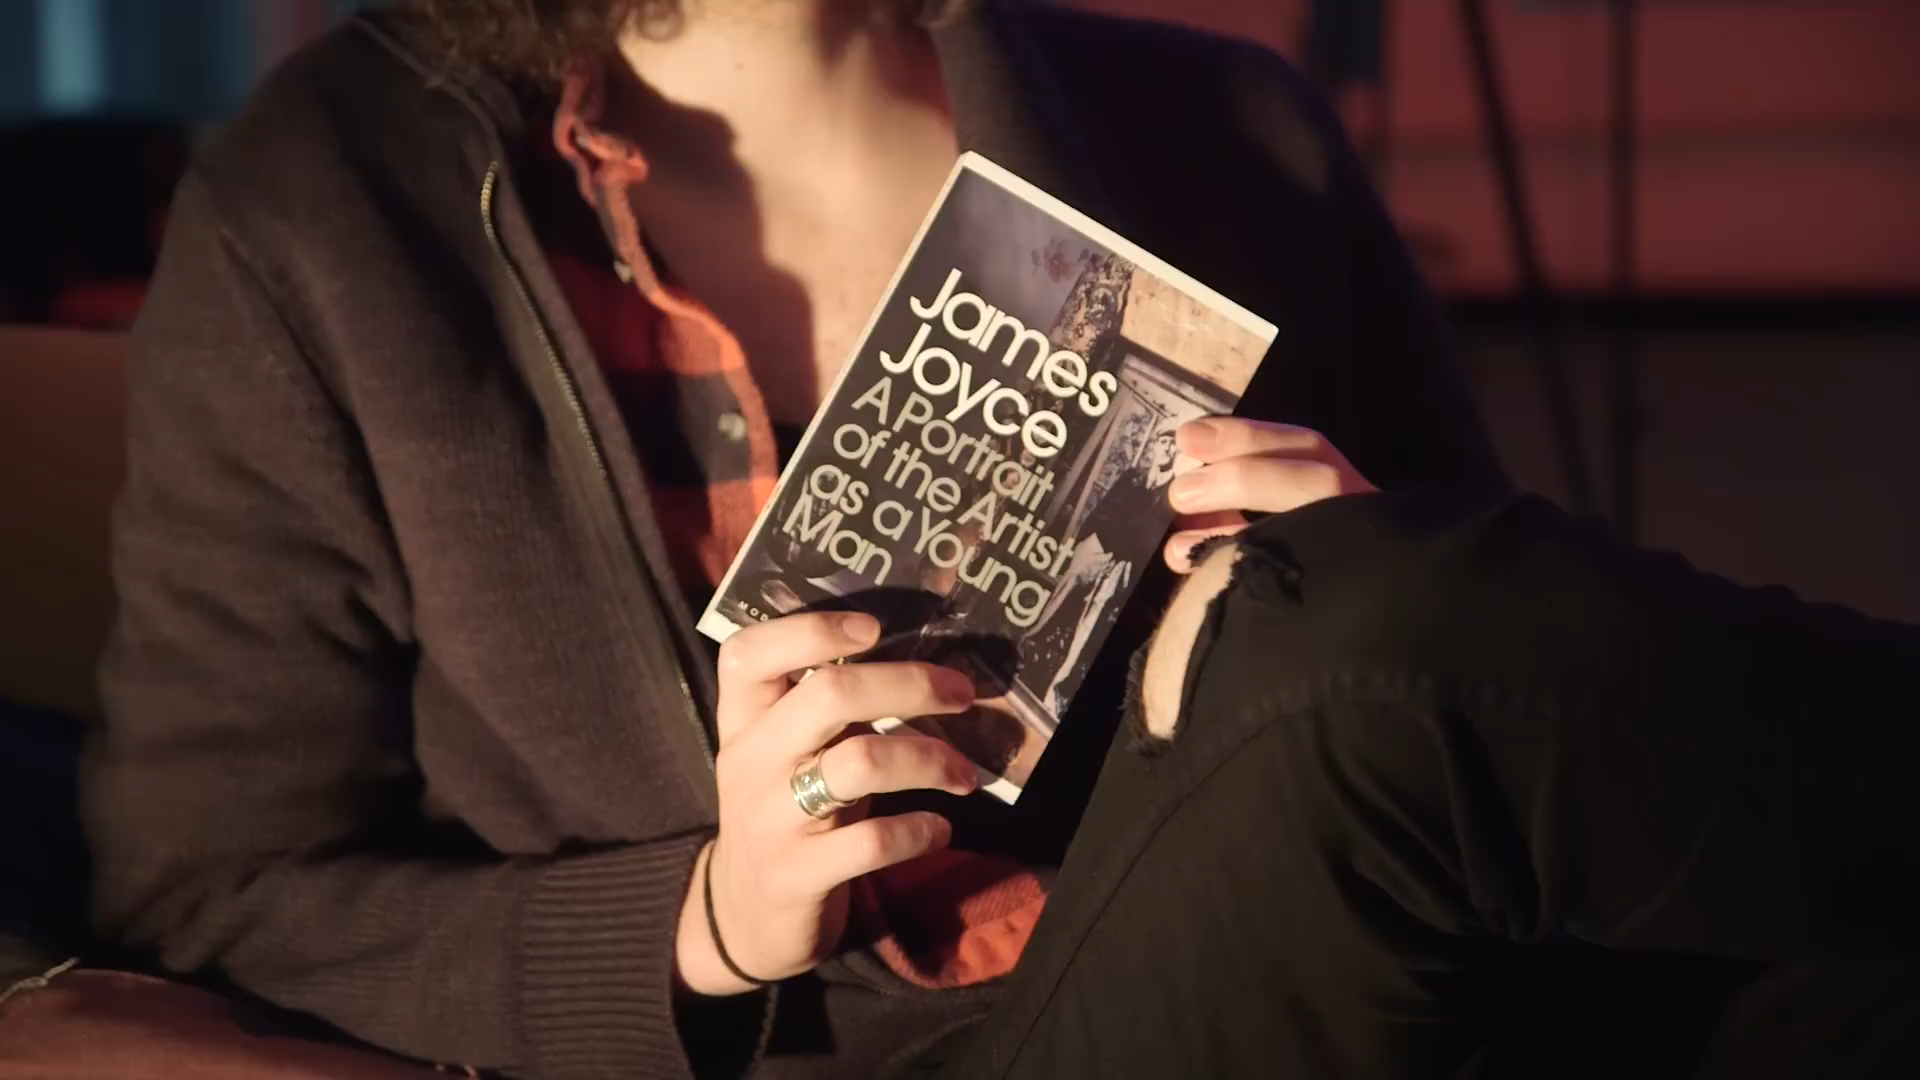 James
Joyce
A Portrait
of the Artist
as a Young
Man